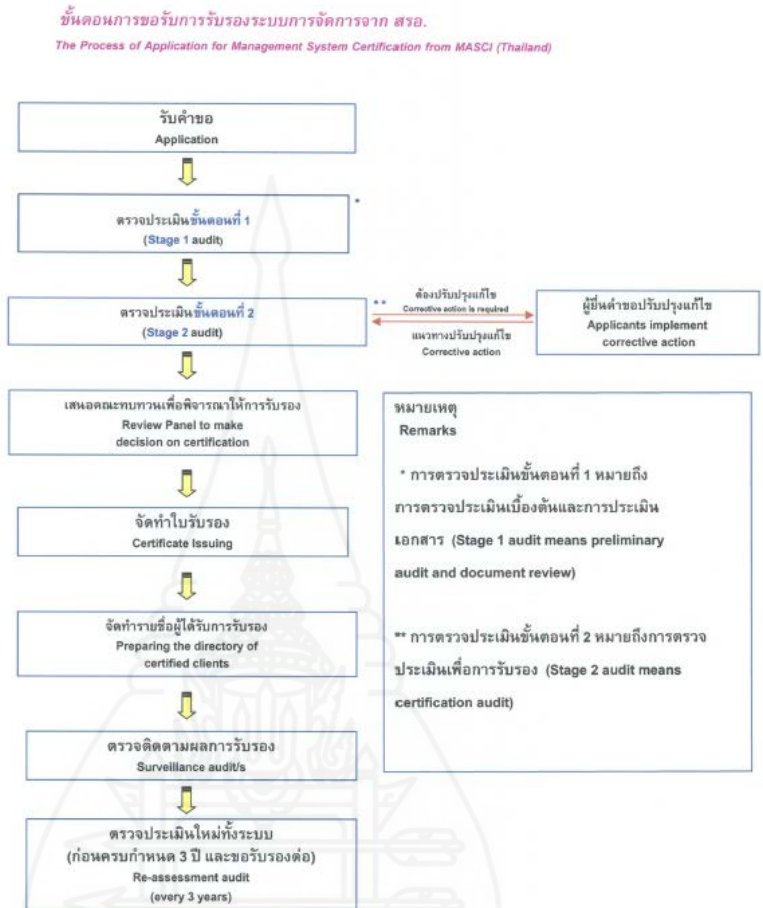 ขั้นตอนการขอรับการรับรองระบบการจัดการจาก สรอ.
The Process of Application for Management System Certification from MASCI (Thailand)
รับคำขอ
Application
*
ตรวจประเมินขั้นตอนที่ 1
(Stage 1 audit)
ตรวจประเมินขั้นตอนที่ 2
(Stage 2 audit)
**
ต้องปรับปรุงแก้ไข
Corrective action is required
แนวทางปรับปรุงแก้ไข
Corrective action
ผู้ยื่นคำขอปรับปรุงแก้ไข
Applicants implement
corrective action
เสนอคณะทบทวนเพื่อพิจารณาให้การรับรอง
Review Panel to make
decision on certification
จัดทำใบรับรอง
Certificate Issuing
จัดทำรายชื่อผู้ได้รับการรับรอง
Preparing the directory of
certified clients
ตรวจติดตามผลการรับรอง
Surveillance audit/s
ตรวจประเมินใหม่ทั้งระบบ
(ก่อนครบกำหนด 3 ปี และขอรับรองต่อ)
Re-assessment audit
(every 3 years)
หมายเหตุ
Remarks
* การตรวจประเมินขั้นตอนที่ 1 หมายถึง
การตรวจประเมินเบื้องต้นและการประเมิน
เอกสาร (Stage 1 audit means preliminary
audit and document review)
** การตรวจประเมินขั้นตอนที่ 2 หมายถึงการตรวจ
ประเมินเพื่อการรับรอง (Stage 2 audit means
certification audit)